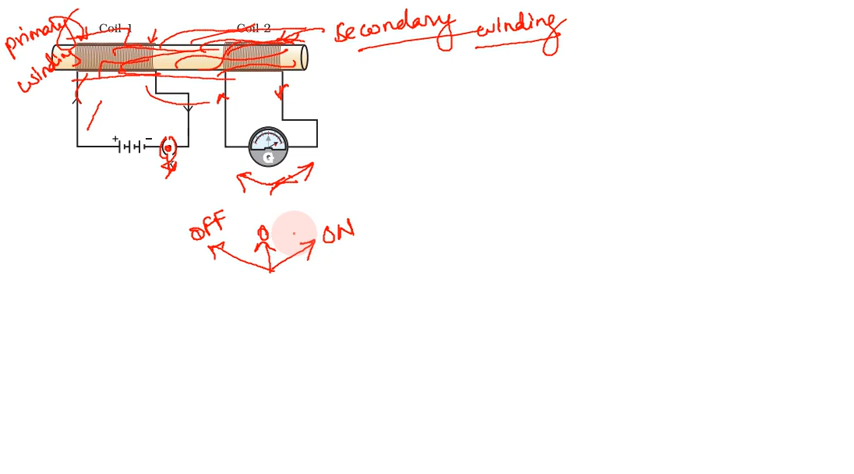 primary
winding
Coil-1
Coil-2
Secondary winding
+
−
G
OFF
0
ON